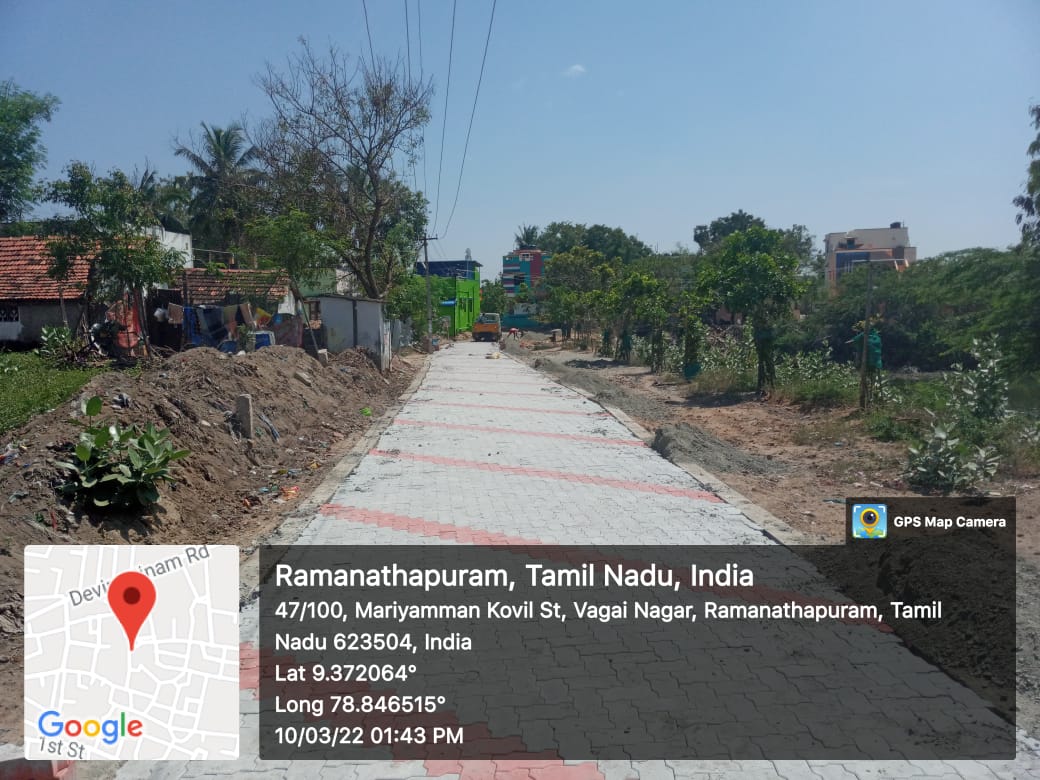 GPS Map Camera
Ramanathapuram, Tamil Nadu, India
47/100, Mariyamman Kovil St, Vagai Nagar, Ramanathapuram, Tamil
Nadu 623504, India
Lat 9.372064°
Long 78.846515°
10/03/22 01:43 PM
Google
1st St